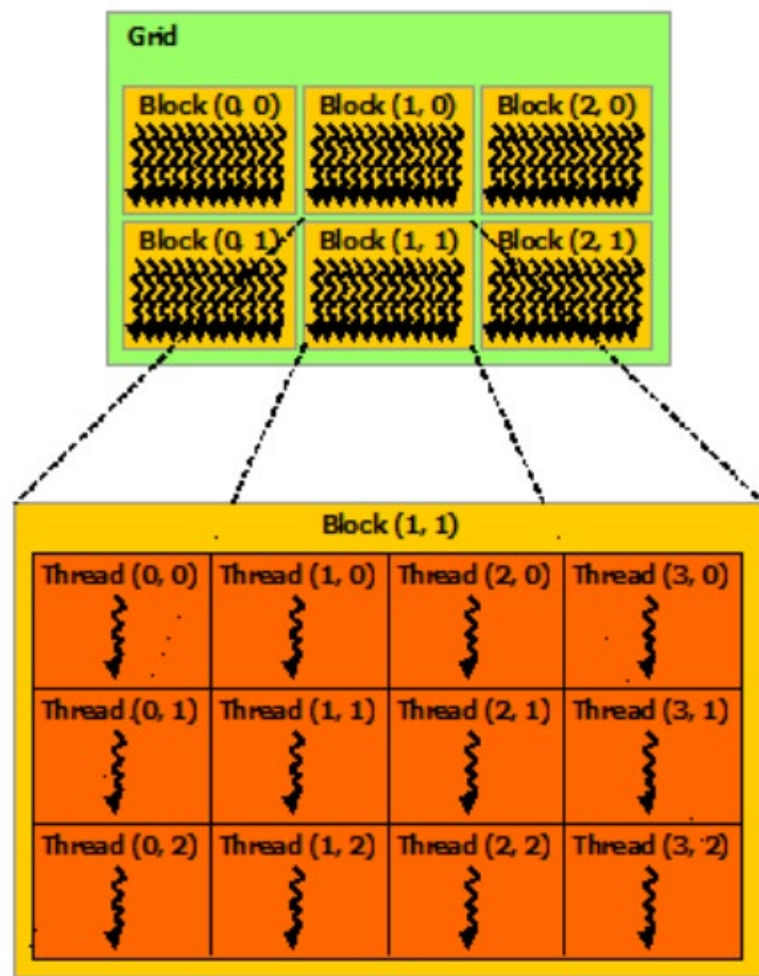 Grid
Block (0, 0) Block (1, 0) Block (2, 0)
Block (0, 1) Block (1, 1) Block (2, 1)
Block (1, 1)
Thread (0, 0) Thread (1, 0) Thread (2, 0) Thread (3, 0)
Thread (0, 1) Thread (1, 1) Thread (2, 1) Thread (3, 1)
Thread (0, 2) Thread (1, 2) Thread (2, 2) Thread (3, 2)